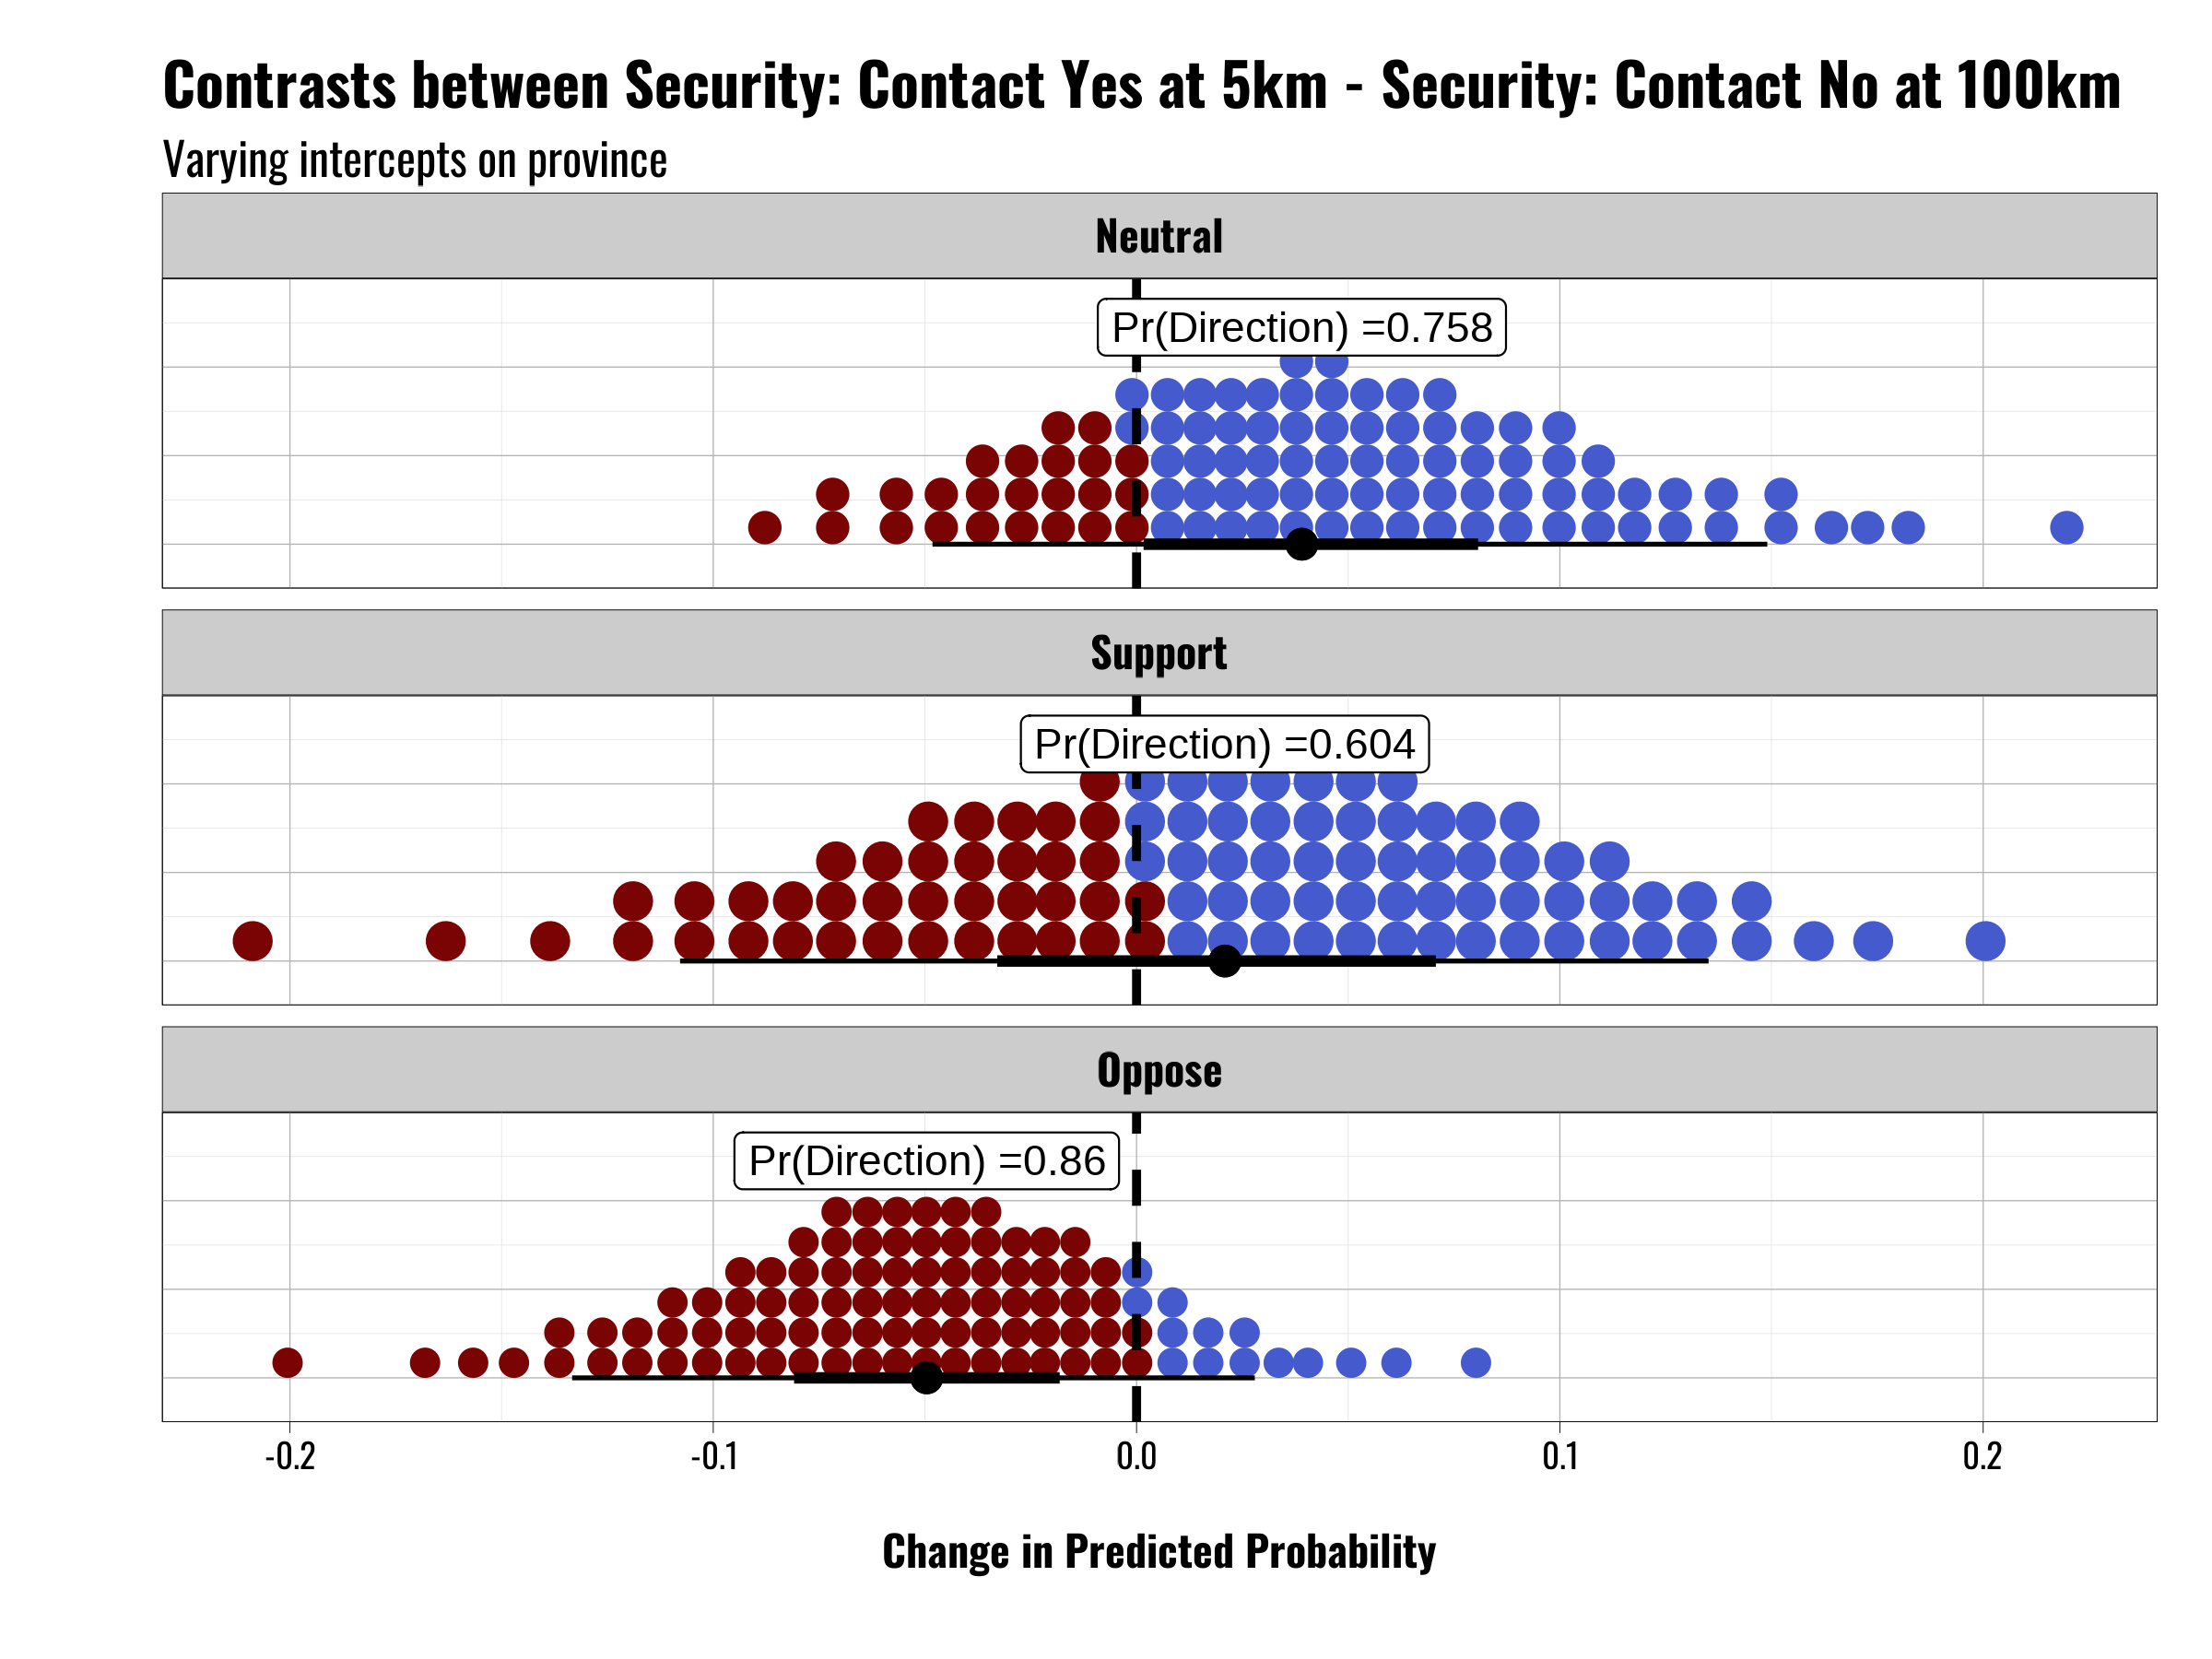 Contrasts between Security: Contact Yes at 5km - Security: Contact No at 100km
Varying intercepts on province
Neutral
Pr(Direction) =0.758
Support
Pr(Direction) =0.604
Oppose
Pr(Direction) =0.86
-0.2 -0.1 0.0 0.1 0.2
Change in Predicted Probability